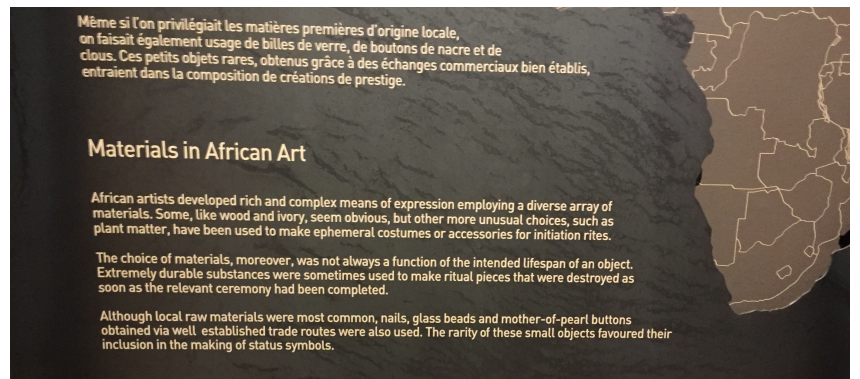 Même si l'on privilégiait les matières premières d'origine locale,
on faisait également usage de billes de verre, de boutons de nacre et de
clous. Ces petits objets rares, obtenus grâce à des échanges commerciaux bien établis,
entraient dans la composition de créations de prestige.
Materials in African Art
African artists developed rich and complex means of expression employing a diverse array of
materials. Some, like wood and ivory, seem obvious, but other more unusual choices, such as
plant matter, have been used to make ephemeral costumes or accessories for initiation rites.
The choice of materials, moreover, was not always a function of the intended lifespan of an object.
Extremely durable substances were sometimes used to make ritual pieces that were destroyed as
soon as the relevant ceremony had been completed.
Although local raw materials were most common, nails, glass beads and mother-of-pearl buttons
obtained via well established trade routes were also used. The rarity of these small objects favoured their
inclusion in the making of status symbols.